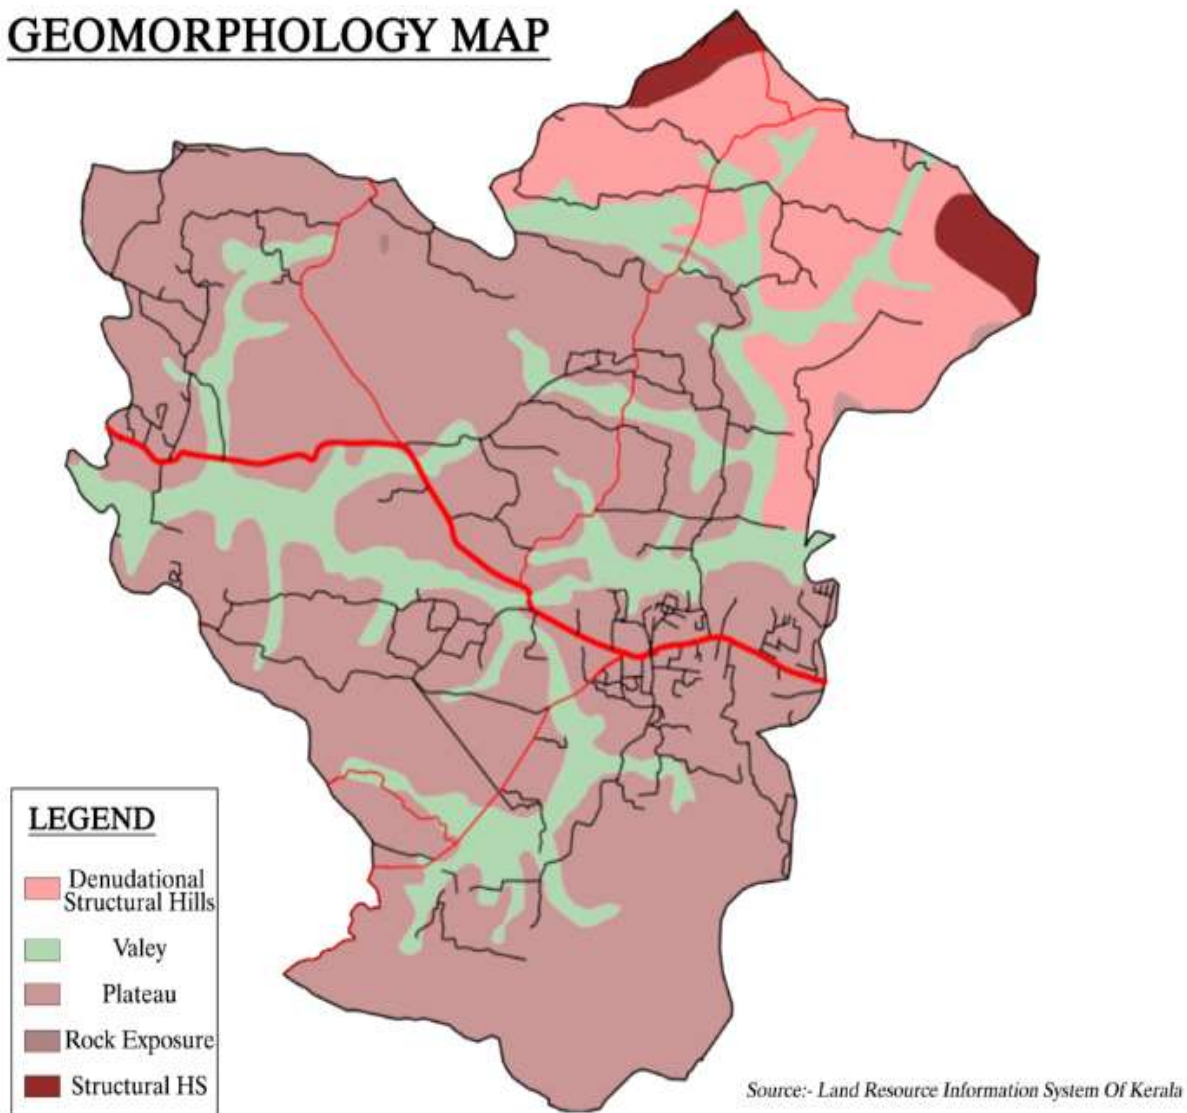 GEOMORPHOLOGY MAP
LEGEND
Denudational
Structural Hills
Valey
Plateau
Rock Exposure
Structural HS
Source:- Land Resource Information System Of Kerala